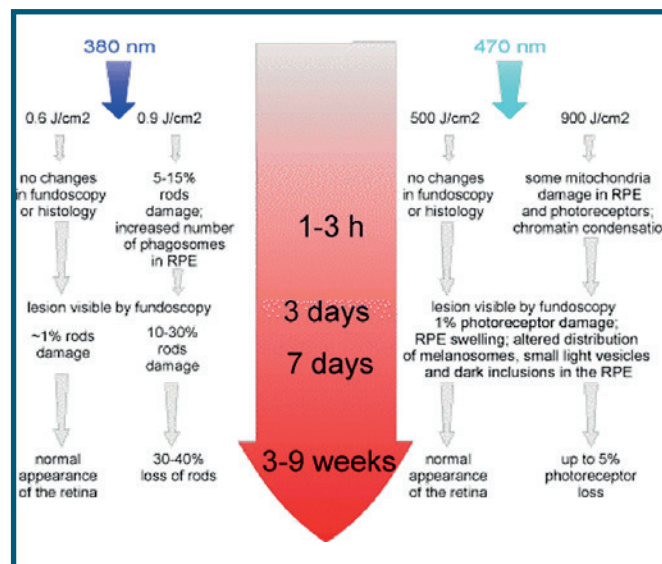 380 nm
470 nm
0.6 J/cm2
0.9 J/cm2
500 J/cm2
900 J/cm2
no changes
in fundoscopy
or histology
5-15%
rods
damage;
increased number
of phagosomes
in RPE
1-3 h
no changes
in fundoscopy
or histology
some mitochondria
damage in RPE
and photoreceptors;
chromatin condensatio
lesion visible by fundoscopy
~1% rods
damage
10-30%
rods
damage
3 days
7 days
lesion visible by fundoscopy
1% photoreceptor damage;
RPE swelling; altered distribution
of melanosomes, small light vesicles
and dark inclusions in the RPE
normal
appearance
of the retina
30-40%
loss of rods
3-9 weeks
normal
appearance
of the retina
up to 5%
photoreceptor
loss